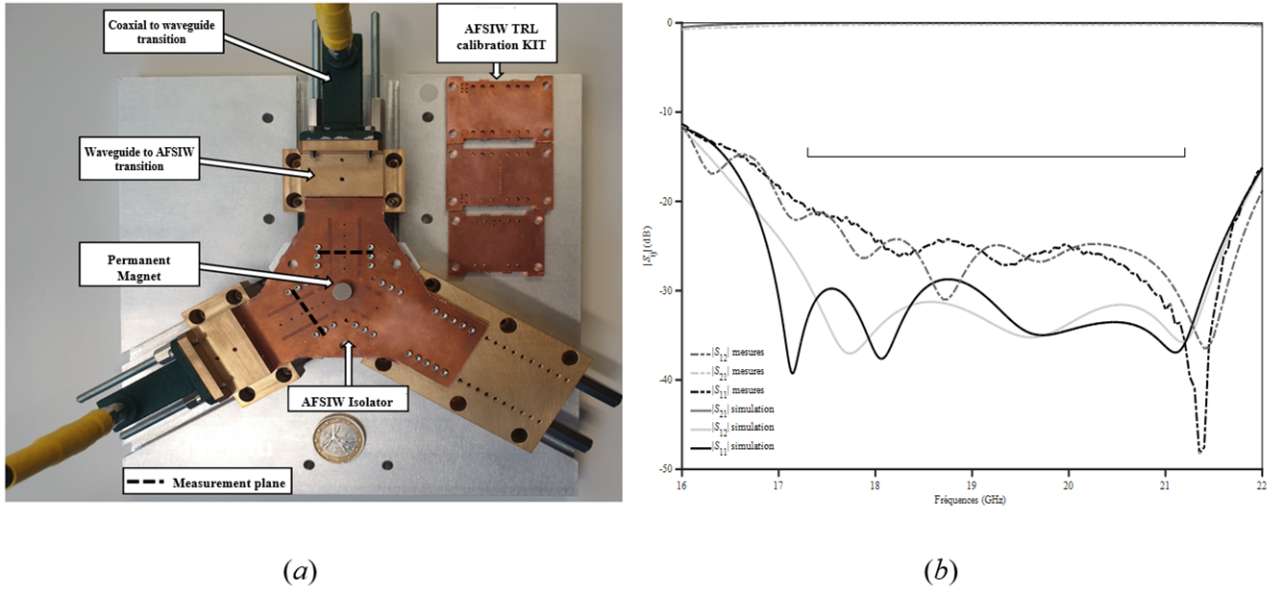 Coaxial to waveguide
transition
AFSIW TRL
calibration KIT
Waveguide to AFSIW
transition
Permanent
Magnet
AFSIW Isolator
Measurement plane
(a)
0
-10
-20
-30
-40
-50
|Sij|(dB)
|S12| mesures
|S21| mesures
|S11| mesures
|S21| simulation
|S12| simulation
|S11| simulation
16
17
18
19
20
21
22
Fréquences (GHz)
(b)